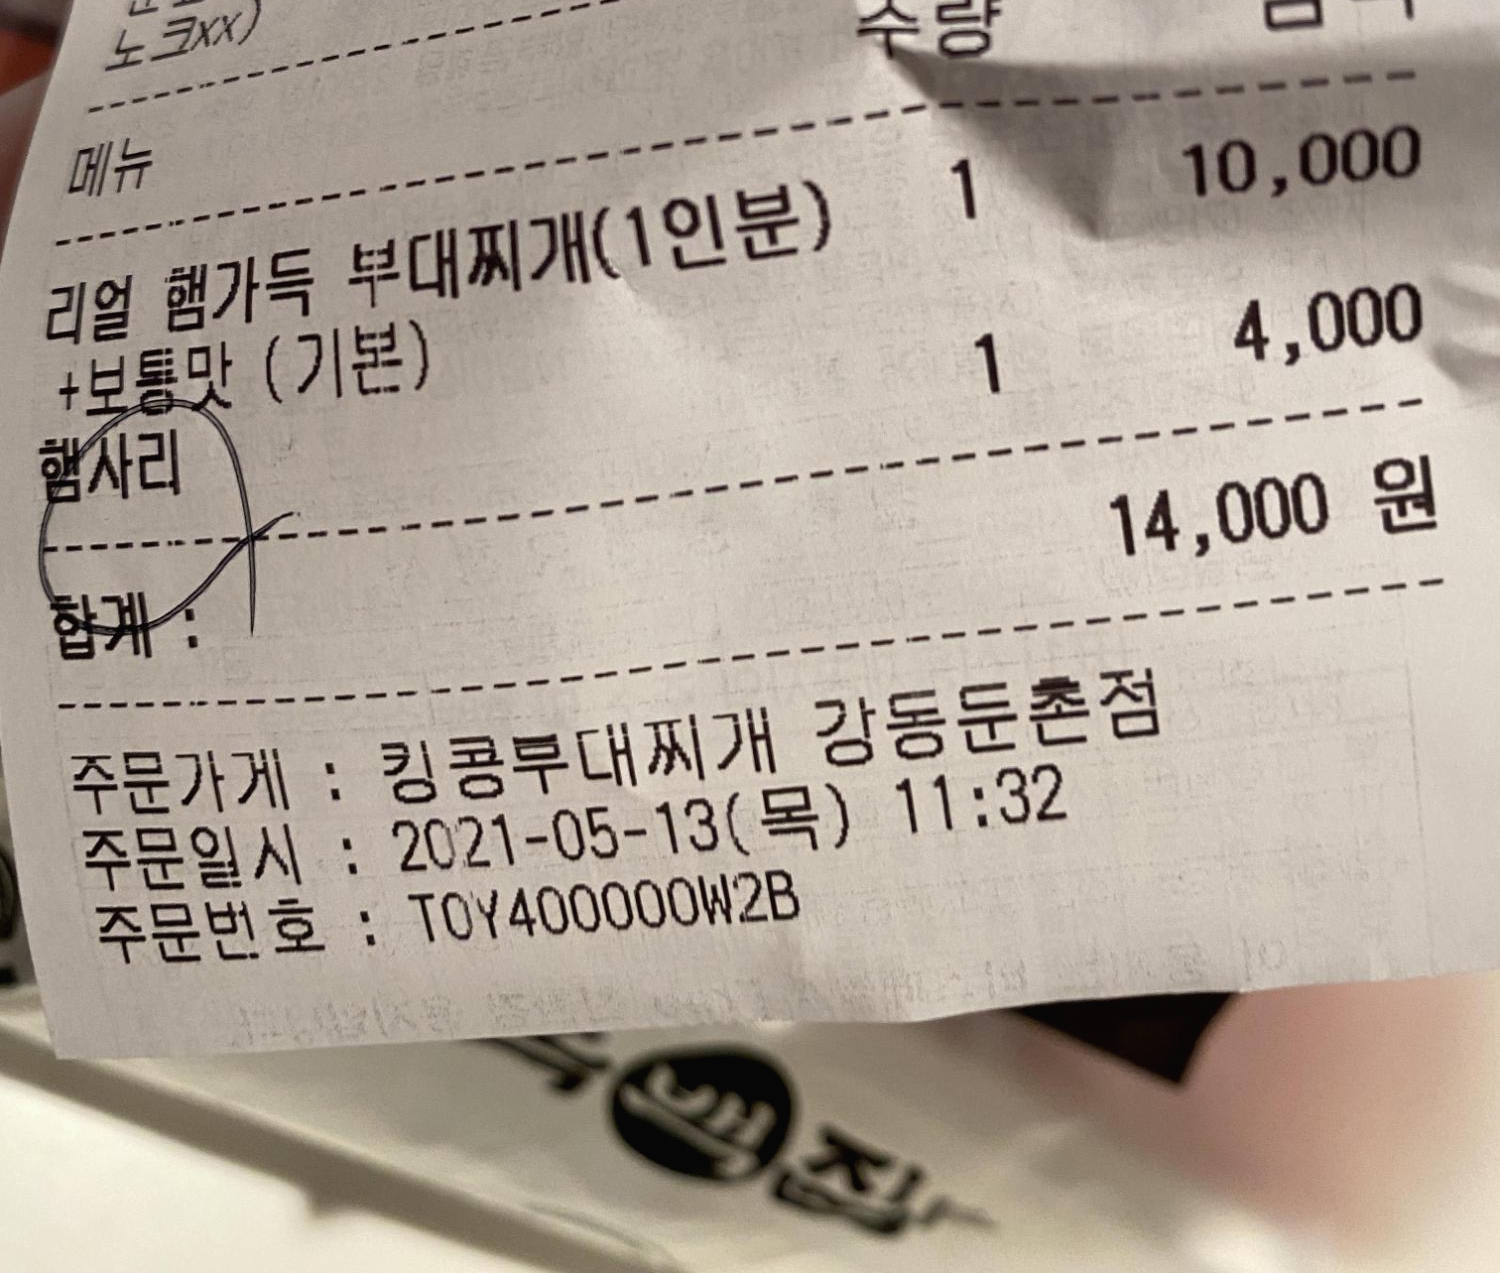 노크xx)
수량
메뉴
리얼 햄가득 부대찌개(1인분) 1 10,000
+보통맛 (기본)
햄사리 1 4,000
합계 : 14,000 원
주문가게 : 킹콩부대찌개 강동둔촌점
주문일시 : 2021-05-13(목) 11:32
주문번호 : T0Y400000W2B
집